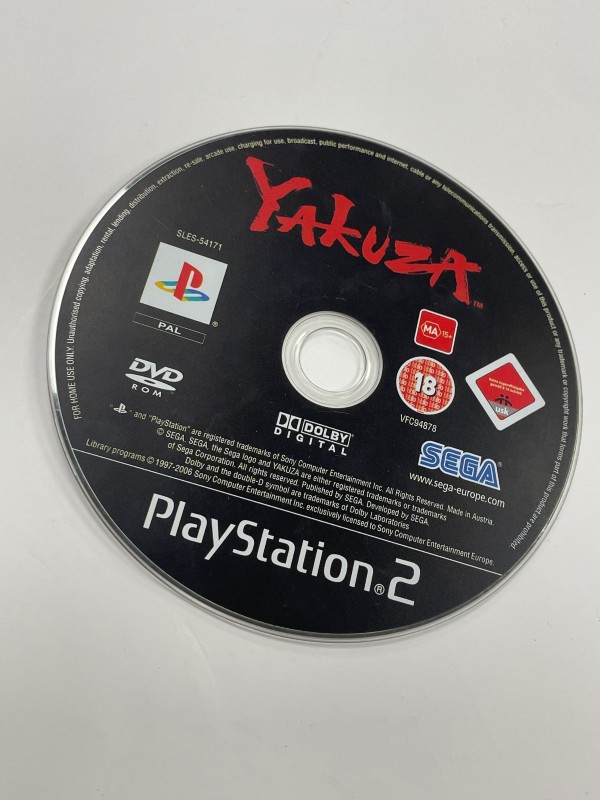 FOR HOME USE ONLY. Unauthorised copying, adaptation, rental, lending, distribution, extraction, re-sale, arcade use, charging for use, broadcast, public performance and internet, cable or any telecommunications transmission, access or use of this product or any trademark or copyright work that forms part of this product are prohibited.
YAKUZA™
SLES-54171
PAL
®
MA 15+
DVD
ROM
18
usk
VFC94878
DOLBY
DIGITAL
SEGA
www.sega-europe.com
and "PlayStation" are registered trademarks of Sony Computer Entertainment Inc. All Rights Reserved. Made in Austria.
© SEGA. SEGA, the Sega logo and YAKUZA are either registered trademarks or trademarks
of Sega Corporation. All rights reserved. Published by SEGA. Developed by SEGA.
Dolby and the double-D symbol are trademarks of Dolby Laboratories
Library programs © 1997-2006 Sony Computer Entertainment Inc. exclusively licensed to Sony Computer Entertainment Europe.
PlayStation®2